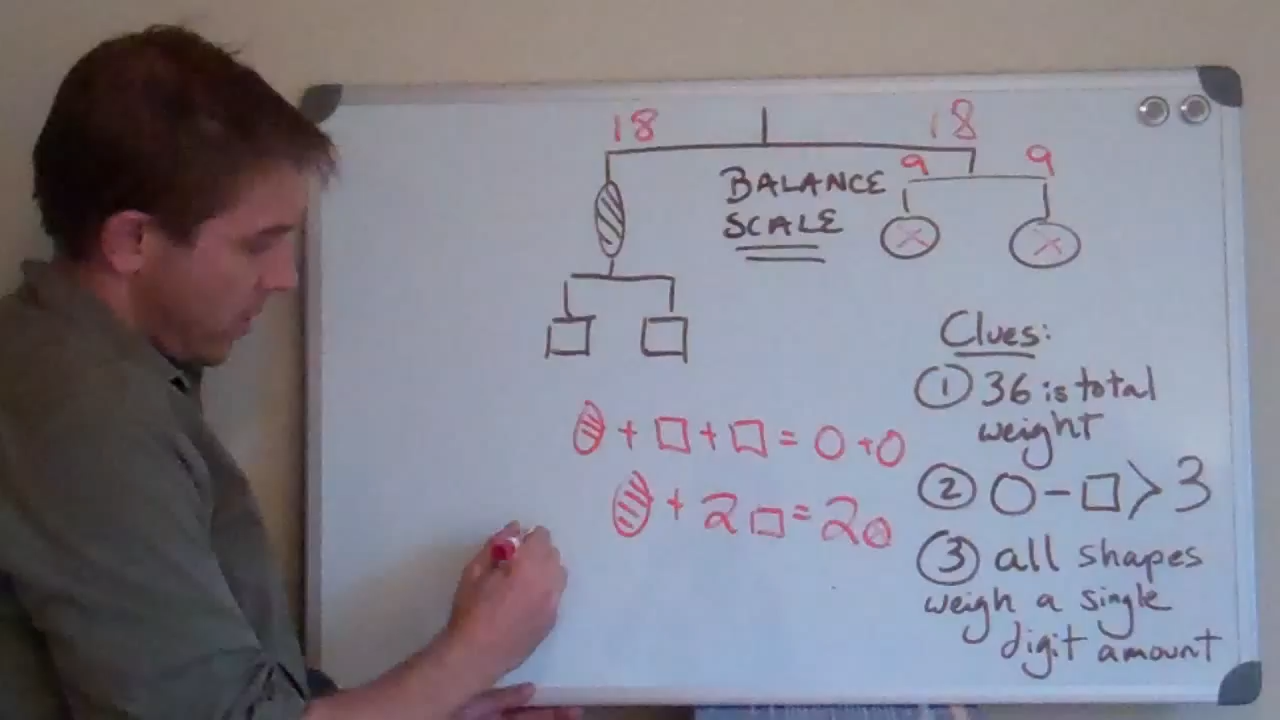 18 18
9 9
BALANCE
SCALE
X X
Clues:
① 36 is total
weight
+ □ + □ = O + O
+ 2□ = 2O
② O - □ > 3
③ all shapes
weigh a single
digit amount